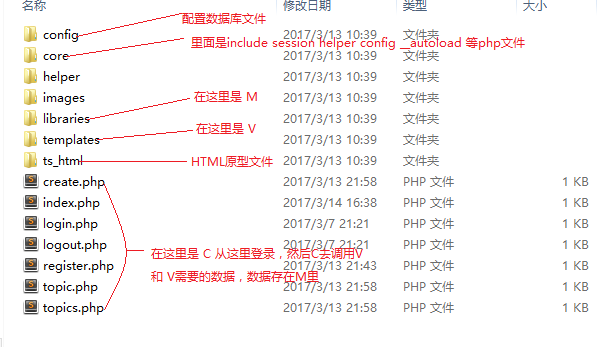 修改日期 类型 大小
配置数据库文件
config 2017/3/13 10:39 文件夹
里面是include session helper config __autoload 等php文件
core 2017/3/13 10:39 文件夹
helper 2017/3/13 10:39 文件夹
images 2017/3/13 10:39 文件夹
在这里是 M
libraries 2017/3/13 10:39 文件夹
在这里是 V
templates 2017/3/13 10:39 文件夹
ts_html 2017/3/13 10:39 文件夹
HTML原型文件
create.php 2017/3/13 21:58 PHP 文件 1 KB
index.php 2017/3/14 16:38 PHP 文件 1 KB
login.php 2017/3/7 21:21 PHP 文件 1 KB
logout.php 2017/3/7 21:21 PHP 文件 1 KB
在这里是 C 从这里登录，然后C去调用V
register.php 2017/3/13 21:43 PHP 文件 1 KB
和 V需要的数据，数据存在M里
topic.php 2017/3/13 21:58 PHP 文件 1 KB
topics.php 2017/3/13 21:58 PHP 文件 1 KB